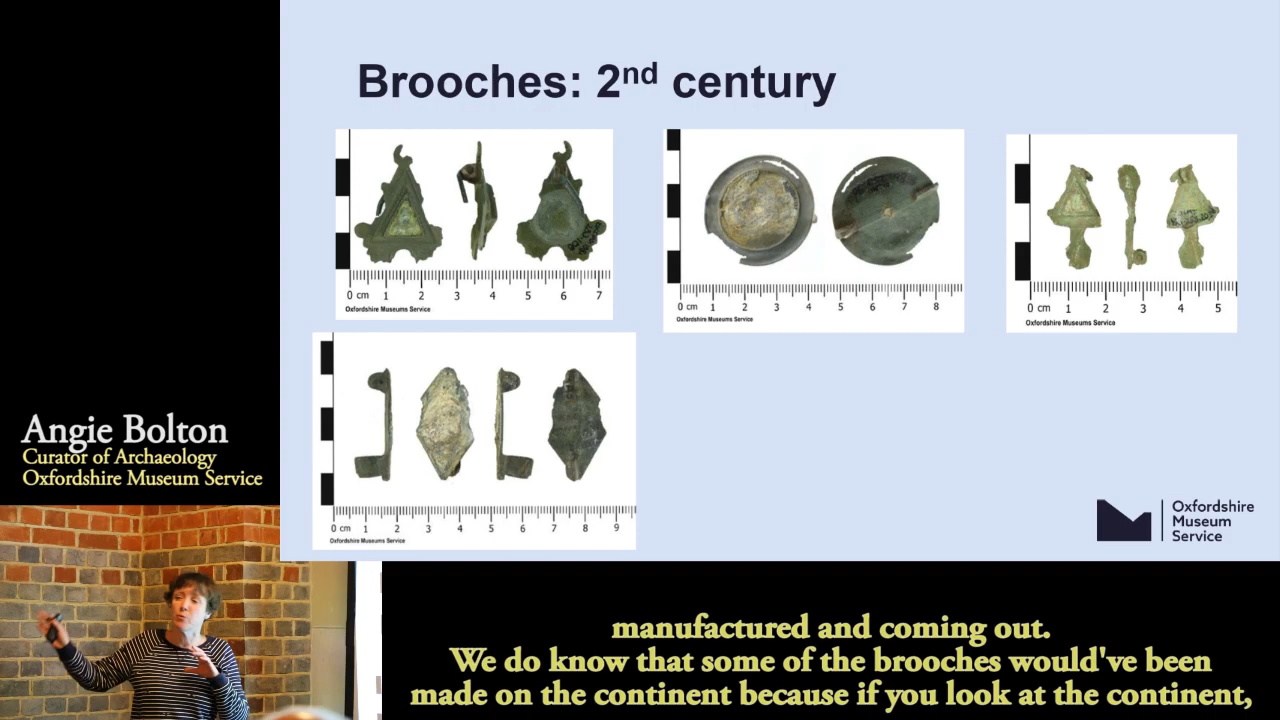 Brooches: 2nd century
0 cm 1 2 3 4 5 6 7
Oxfordshire Museums Service
0 cm 1 2 3 4 5 6 7 8
Oxfordshire Museums Service
0 cm 1 2 3 4 5
Oxfordshire Museums Service
0 cm 1 2 3 4 5 6 7 8 9
Oxfordshire Museums Service
Angie Bolton
Curator of Archaeology
Oxfordshire Museum Service
Oxfordshire
Museum
Service
manufactured and coming out.
We do know that some of the brooches would've been
made on the continent because if you look at the continent,